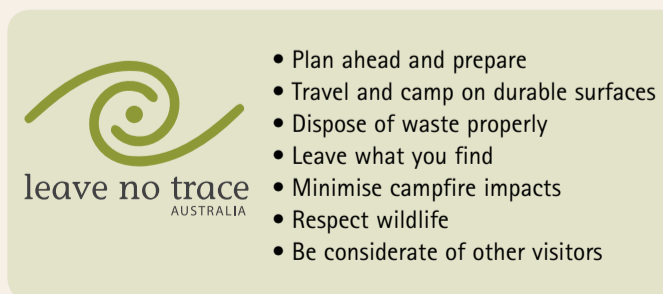 leave no trace
AUSTRALIA
• Plan ahead and prepare
• Travel and camp on durable surfaces
• Dispose of waste properly
• Leave what you find
• Minimise campfire impacts
• Respect wildlife
• Be considerate of other visitors